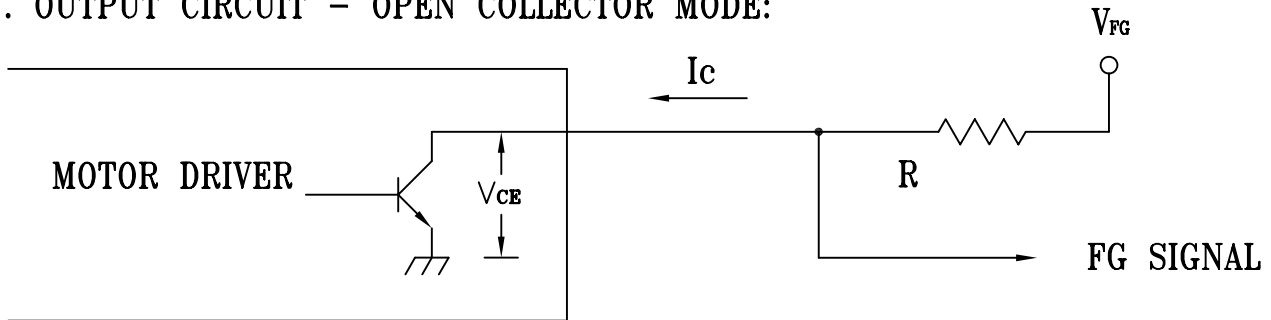 . OUTPUT CIRCUIT - OPEN COLLECTOR MODE:
VFG
Ic
MOTOR DRIVER
VCE
R
FG SIGNAL